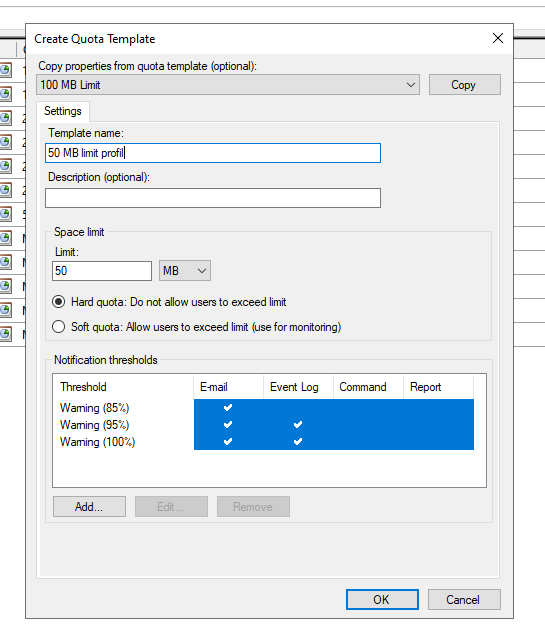 Create Quota Template
Copy properties from quota template (optional):
100 MB Limit
Copy
Settings
Template name:
50 MB limit profil
Description (optional):
Space limit
Limit:
50 MB
Hard quota: Do not allow users to exceed limit
Soft quota: Allow users to exceed limit (use for monitoring)
Notification thresholds
Threshold E-mail Event Log Command Report
Warning (85%)
Warning (95%)
Warning (100%)
Add... Edit... Remove
OK Cancel